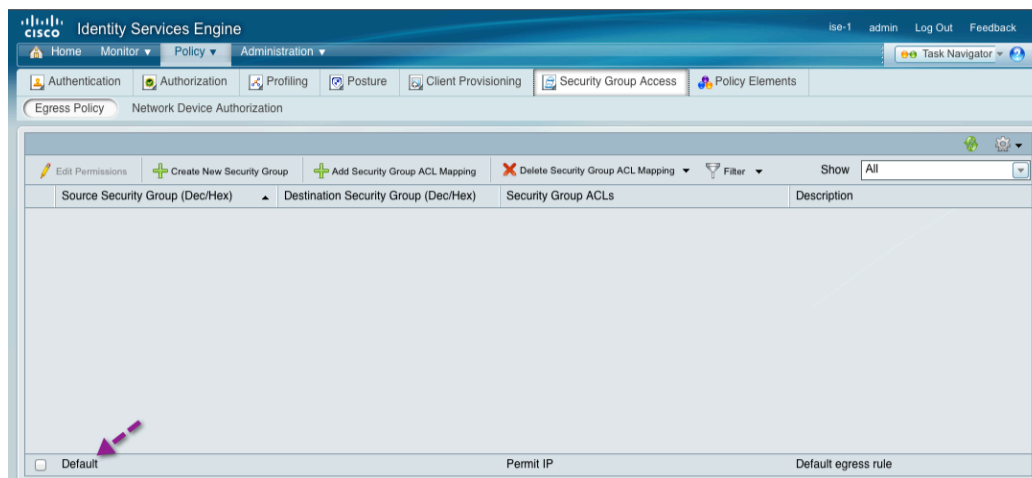 cisco Identity Services Engine ise-1 admin Log Out Feedback
Home Monitor Policy Administration Task Navigator
Authentication Authorization Profiling Posture Client Provisioning Security Group Access Policy Elements
Egress Policy Network Device Authorization
Edit Permissions Create New Security Group Add Security Group ACL Mapping Delete Security Group ACL Mapping Filter Show All
Source Security Group (Dec/Hex) Destination Security Group (Dec/Hex) Security Group ACLs Description
Default Permit IP Default egress rule